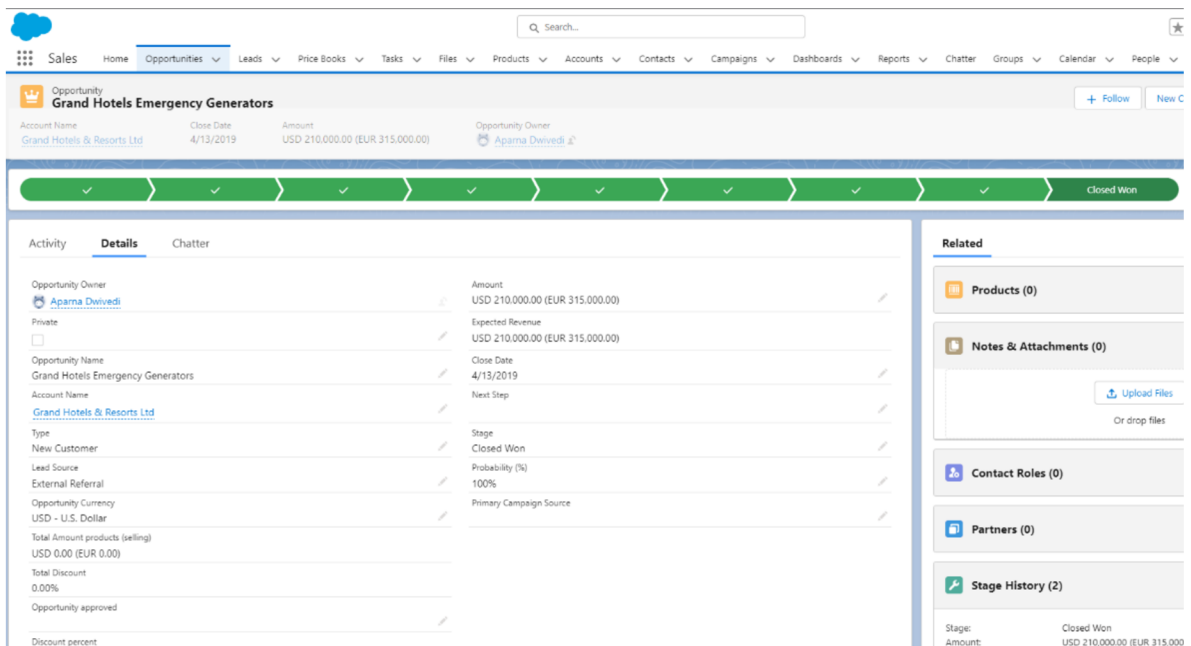 Search...
Sales Home Opportunities Leads Price Books Tasks Files Products Accounts Contacts Campaigns Dashboards Reports Chatter Groups Calendar People
Opportunity
Grand Hotels Emergency Generators
+ Follow New C
Account Name Close Date Amount Opportunity Owner
Grand Hotels & Resorts Ltd 4/13/2019 USD 210,000.00 (EUR 315,000.00) Aparna Dwivedi
Closed Won
Activity Details Chatter
Opportunity Owner
Aparna Dwivedi
Private
Opportunity Name
Grand Hotels Emergency Generators
Account Name
Grand Hotels & Resorts Ltd
Type
New Customer
Lead Source
External Referral
Opportunity Currency
USD - U.S. Dollar
Total Amount products (selling)
USD 0.00 (EUR 0.00)
Total Discount
0.00%
Opportunity approved
Discount percent
Amount
USD 210,000.00 (EUR 315,000.00)
Expected Revenue
USD 210,000.00 (EUR 315,000.00)
Close Date
4/13/2019
Next Step
Stage
Closed Won
Probability (%)
100%
Primary Campaign Source
Related
Products (0)
Notes & Attachments (0)
Upload Files
Or drop files
Contact Roles (0)
Partners (0)
Stage History (2)
Stage: Closed Won
Amount: USD 210,000.00 (EUR 315,000